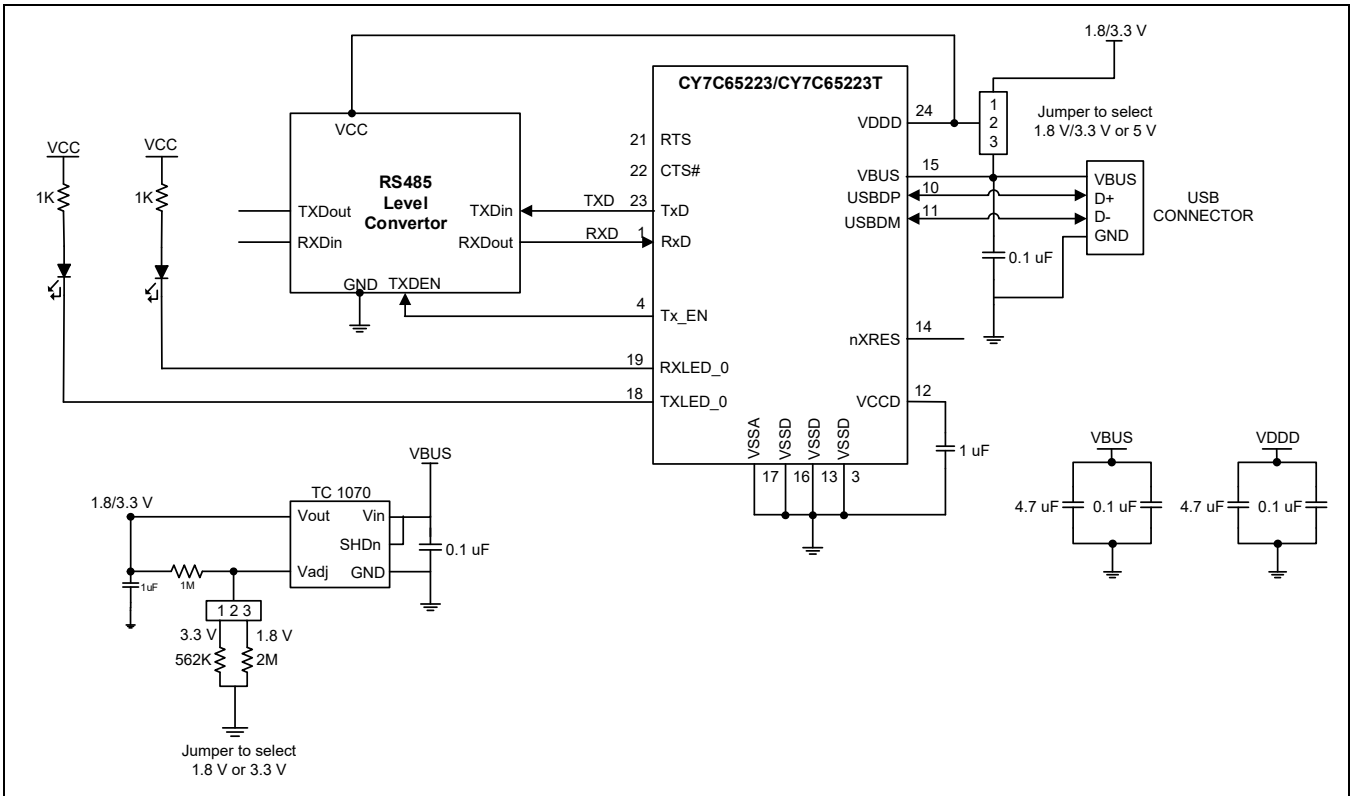 1.8/3.3 V
CY7C65223/CY7C65223T
VCC
RS485
Level
Convertor
TXDout
RXDin
TXDin
RXDout
GND
TXDEN
VCC
1K
VCC
1K
TXD
RXD
21
RTS
22
CTS#
23
TxD
1
RxD
4
Tx_EN
19
RXLED_0
18
TXLED_0
VDDD
24
VBUS
15
USBDP
10
USBDM
11
nXRES
14
VCCD
12
VSSA
VSSD
VSSD
VSSD
17
16
13
3
1 uF
1
2
3
Jumper to select
1.8 V/3.3 V or 5 V
VBUS
D+
D-
GND
USB
CONNECTOR
0.1 uF
VBUS
TC 1070
1.8/3.3 V
Vout
Vin
SHDn
Vadj
GND
0.1 uF
1uF
1M
1 2 3
3.3 V
1.8 V
562K
2M
Jumper to select
1.8 V or 3.3 V
VBUS
4.7 uF
0.1 uF
VDDD
4.7 uF
0.1 uF